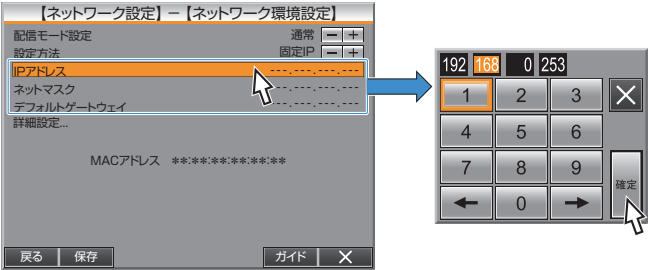 【ネットワーク設定】－【ネットワーク環境設定】
配信モード設定 通常 － ＋
設定方法 固定IP － ＋
IPアドレス ---.---.---.---
ネットマスク ---.---.---.---
デフォルトゲートウェイ ---.---.---.---
詳細設定...
MACアドレス **:**:**:**:**:**
戻る 保存 ガイド ×
192 168 0 253
1 2 3 ×
4 5 6
7 8 9 確定
← 0 →